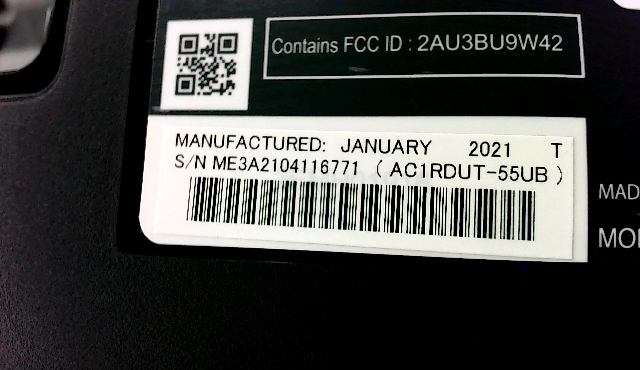 Contains FCC ID : 2AU3BU9W42
MANUFACTURED: JANUARY 2021 T
S/N ME3A2104116771 ( AC1RDUT-55UB )